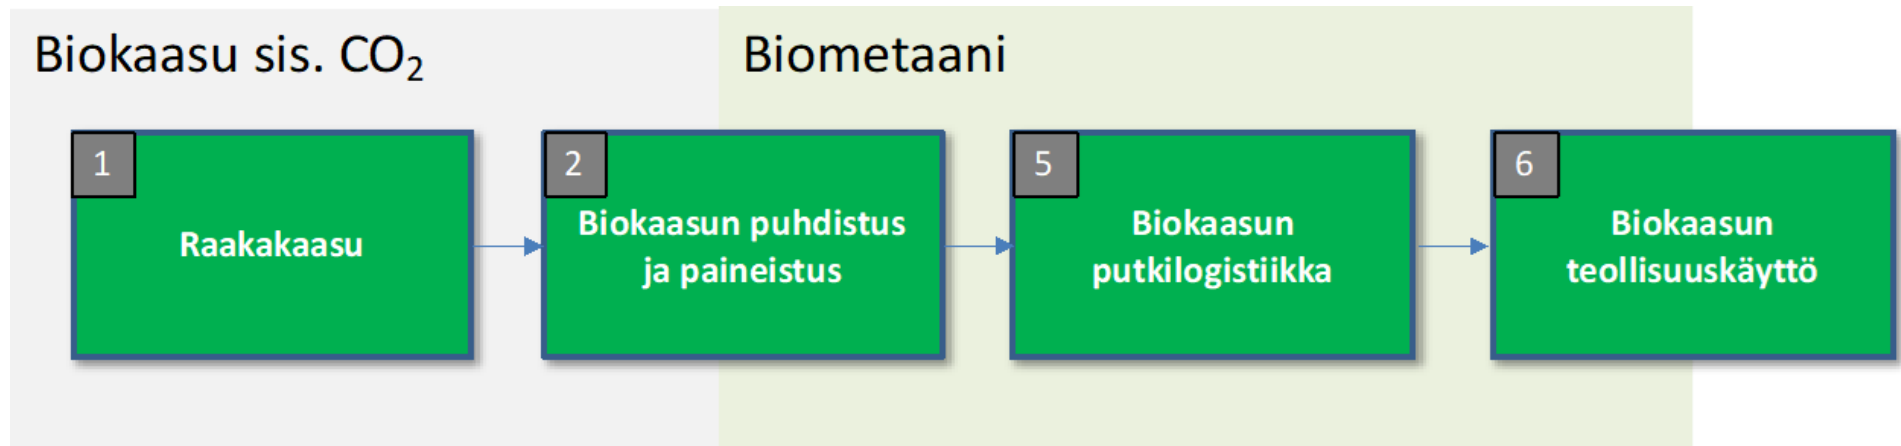 Biokaasu sis. CO₂
Biometaani
1
Raakakaasu
2
Biokaasun puhdistus
ja paineistus
5
Biokaasun
putkilogistiikka
6
Biokaasun
teollisuuskäyttö